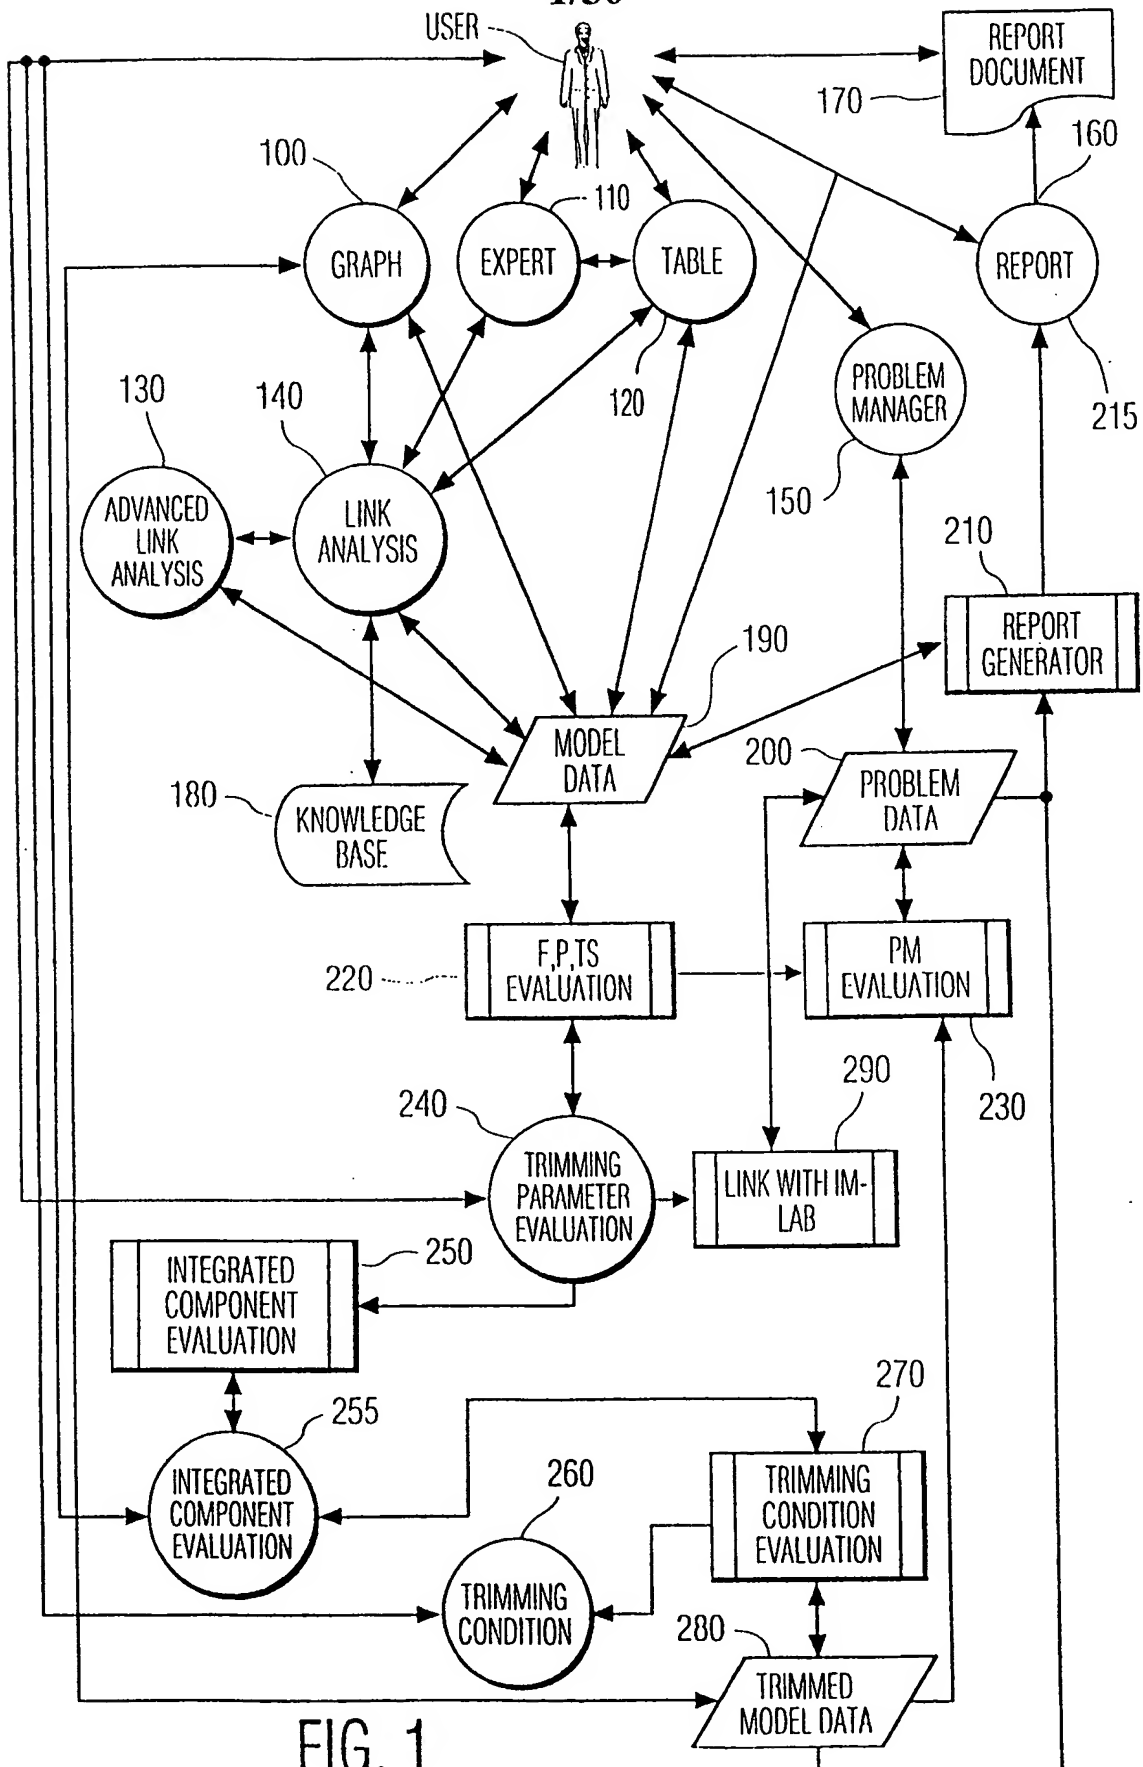 USER
REPORT
DOCUMENT
170
160
100
110
GRAPH
EXPERT
TABLE
REPORT
120
PROBLEM
MANAGER
215
130
140
150
ADVANCED
LINK
ANALYSIS
LINK
ANALYSIS
210
REPORT
GENERATOR
190
MODEL
DATA
200
PROBLEM
DATA
180
KNOWLEDGE
BASE
F,P,TS
EVALUATION
220
PM
EVALUATION
230
240
290
TRIMMING
PARAMETER
EVALUATION
LINK WITH IM-
LAB
250
INTEGRATED
COMPONENT
EVALUATION
255
270
INTEGRATED
COMPONENT
EVALUATION
260
TRIMMING
CONDITION
EVALUATION
TRIMMING
CONDITION
280
TRIMMED
MODEL DATA
FIG. 1